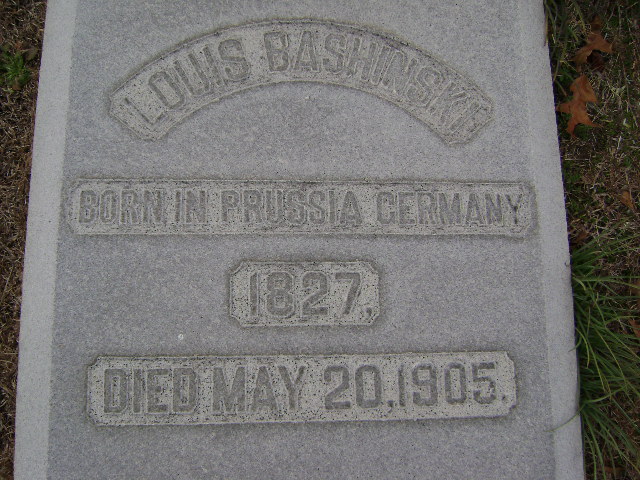 LOUIS BASHINSKI
BORN IN PRUSSIA GERMANY
1827,
DIED MAY 20.1905.